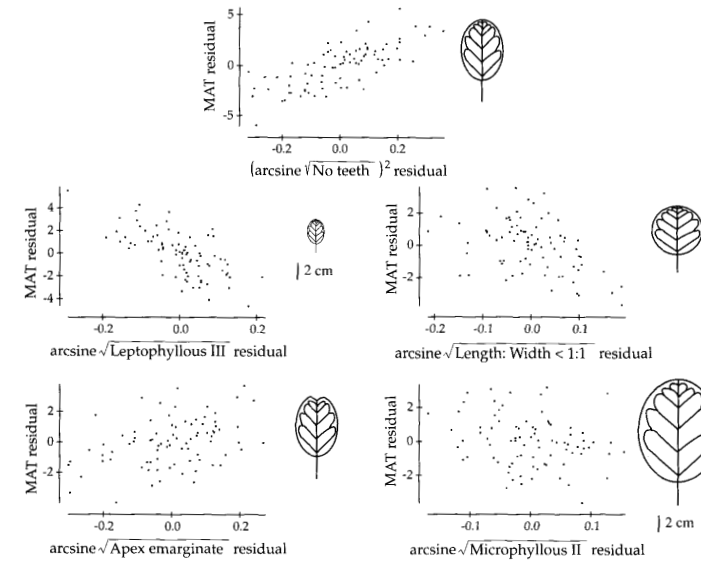 5
0
-5
MAT residual
-0.2 0.0 0.2
(arcsine √No teeth )² residual
4
2
0
-2
-4
MAT residual
-0.2 0.0 0.2
arcsine √Leptophyllous III residual
2 cm
2
0
-2
MAT residual
-0.2 -0.1 0.0 0.1
arcsine √Length: Width < 1:1 residual
2
0
-2
MAT residual
-0.2 0.0 0.2
arcsine √Apex emarginate residual
2
0
-2
MAT residual
-0.1 0.0 0.1
arcsine √Microphyllous II residual
2 cm